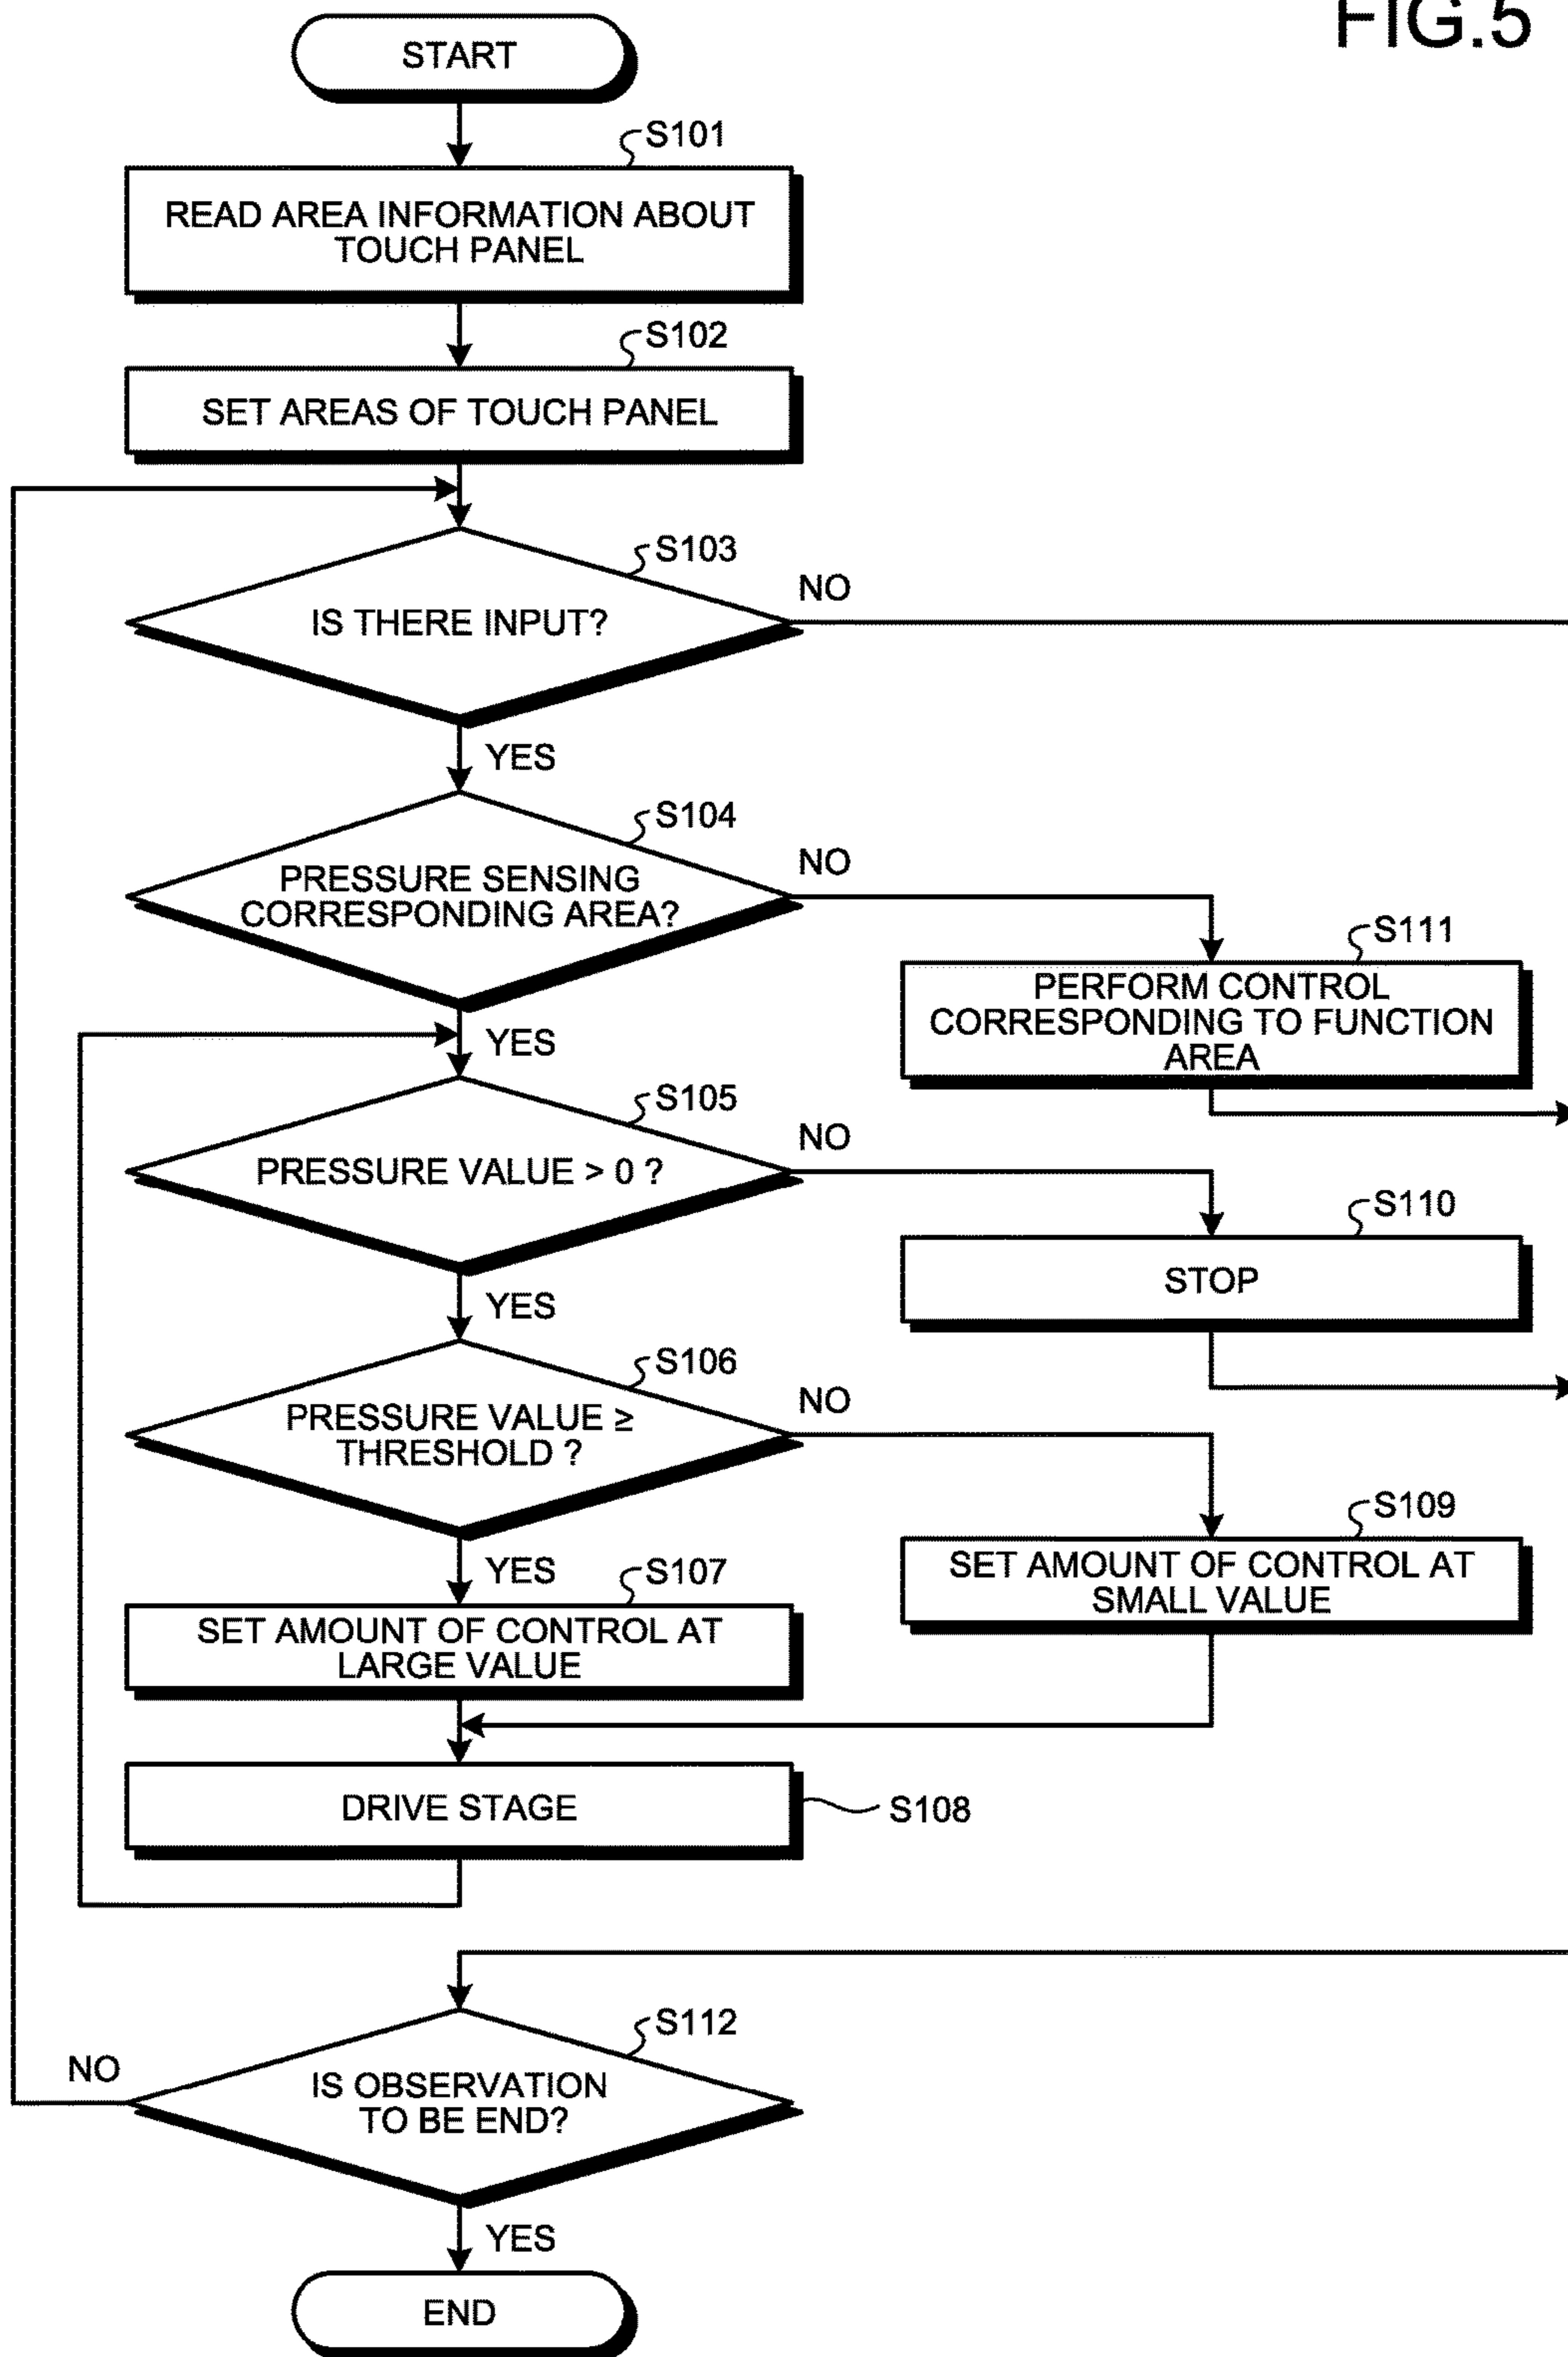 FIG.5
START
S101
READ AREA INFORMATION ABOUT
TOUCH PANEL
S102
SET AREAS OF TOUCH PANEL
S103
IS THERE INPUT?
NO
YES
S104
PRESSURE SENSING
CORRESPONDING AREA?
NO
YES
S111
PERFORM CONTROL
CORRESPONDING TO FUNCTION
AREA
S105
PRESSURE VALUE > 0 ?
NO
YES
S110
STOP
S106
PRESSURE VALUE ≥
THRESHOLD ?
NO
YES
S109
SET AMOUNT OF CONTROL AT
SMALL VALUE
S107
SET AMOUNT OF CONTROL AT
LARGE VALUE
DRIVE STAGE
S108
S112
IS OBSERVATION
TO BE END?
NO
YES
END